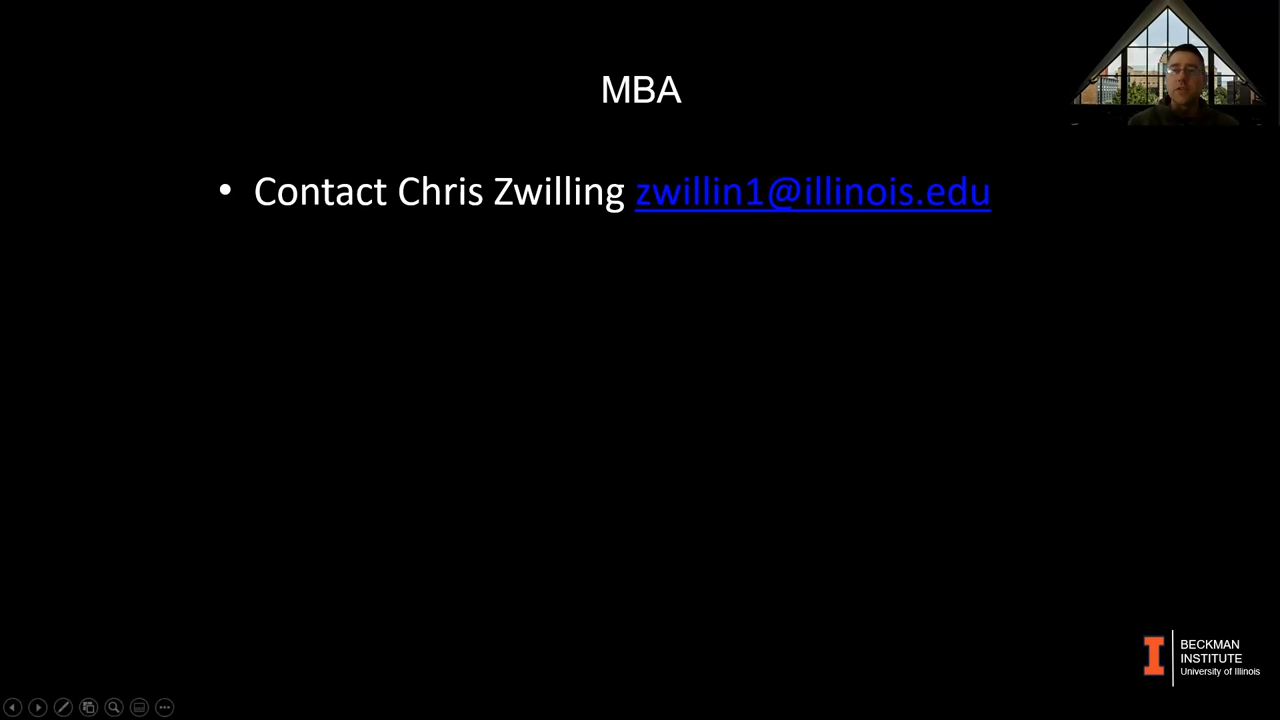 MBA
• Contact Chris Zwilling zwillin1@illinois.edu
BECKMAN
INSTITUTE
University of Illinois